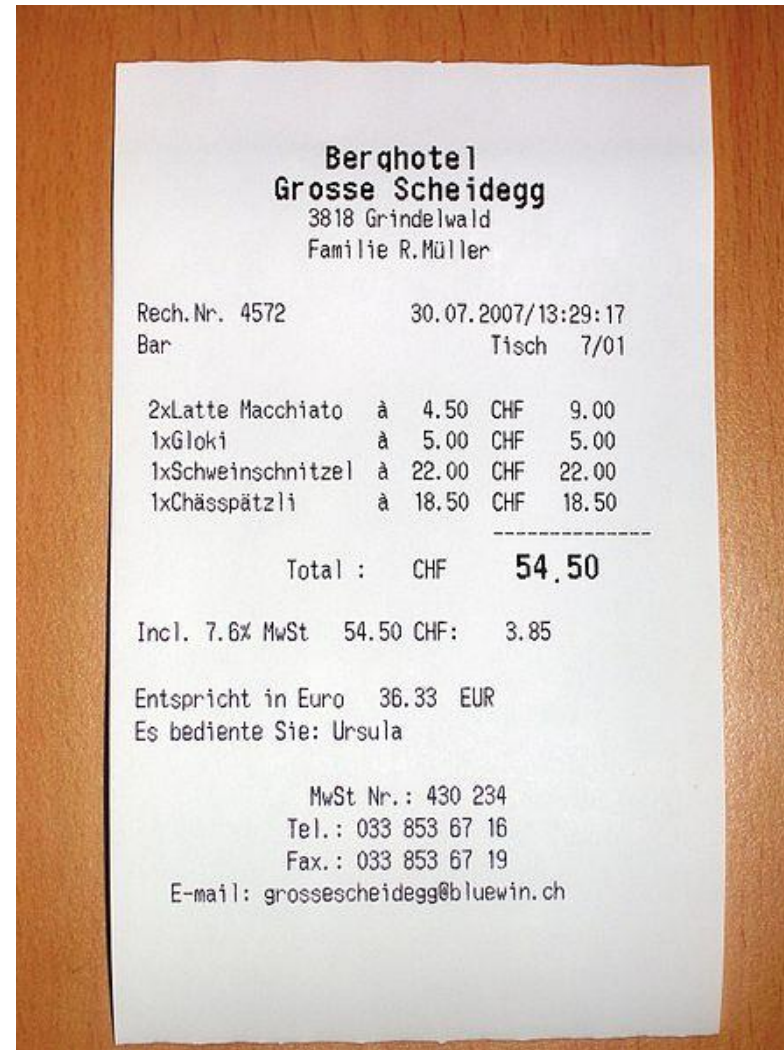 Berghotel
Grosse Scheidegg
3818 Grindelwald
Familie R.Müller
Rech.Nr. 4572 30.07.2007/13:29:17
Bar Tisch 7/01
2xLatte Macchiato à 4.50 CHF 9.00
1xGloki à 5.00 CHF 5.00
1xSchweinschnitzel à 22.00 CHF 22.00
1xChässpätzli à 18.50 CHF 18.50
--------------
Total : CHF 54.50
Incl. 7.6% MwSt 54.50 CHF: 3.85
Entspricht in Euro 36.33 EUR
Es bediente Sie: Ursula
MwSt Nr.: 430 234
Tel.: 033 853 67 16
Fax.: 033 853 67 19
E-mail: grossescheidegg@bluewin.ch